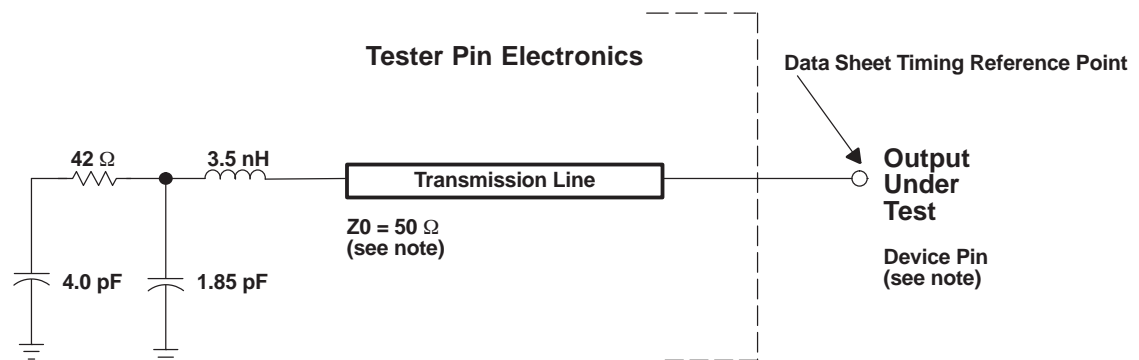 Tester Pin Electronics
Data Sheet Timing Reference Point
42 Ω
3.5 nH
Transmission Line
Output
Under
Test
Z0 = 50 Ω
(see note)
Device Pin
(see note)
4.0 pF
1.85 pF